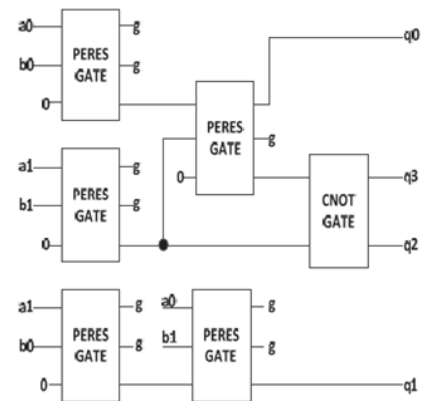 a0 g
b0 PERES GATE g
0
q0
PERES GATE g
0
a1 g
b1 PERES GATE g
0
CNOT GATE
q3
q2
a1 g
b0 PERES GATE g
0
a0 g
b1 PERES GATE g
q1